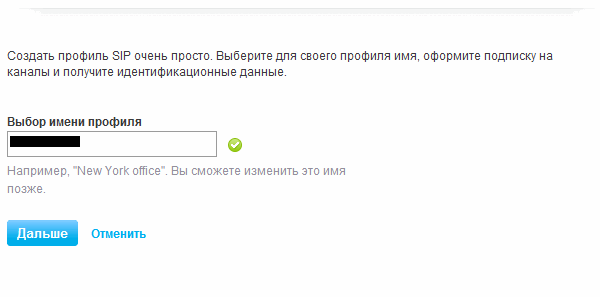 Создать профиль SIP очень просто. Выберите для своего профиля имя, оформите подписку на
каналы и получите идентификационные данные.
Выбор имени профиля
Например, "New York office". Вы сможете изменить это имя
позже.
Дальше Отменить